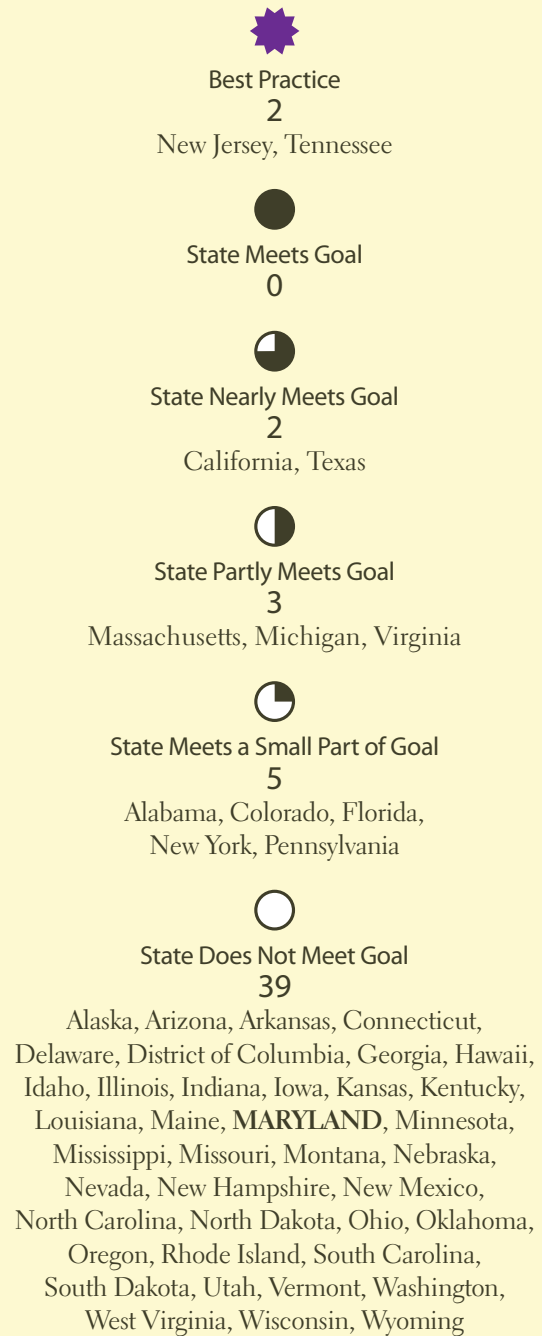 Best Practice
2
New Jersey, Tennessee
State Meets Goal
0
State Nearly Meets Goal
2
California, Texas
State Partly Meets Goal
3
Massachusetts, Michigan, Virginia
State Meets a Small Part of Goal
5
Alabama, Colorado, Florida,
New York, Pennsylvania
State Does Not Meet Goal
39
Alaska, Arizona, Arkansas, Connecticut,
Delaware, District of Columbia, Georgia, Hawaii,
Idaho, Illinois, Indiana, Iowa, Kansas, Kentucky,
Louisiana, Maine, MARYLAND, Minnesota,
Mississippi, Missouri, Montana, Nebraska,
Nevada, New Hampshire, New Mexico,
North Carolina, North Dakota, Ohio, Oklahoma,
Oregon, Rhode Island, South Carolina,
South Dakota, Utah, Vermont, Washington,
West Virginia, Wisconsin, Wyoming